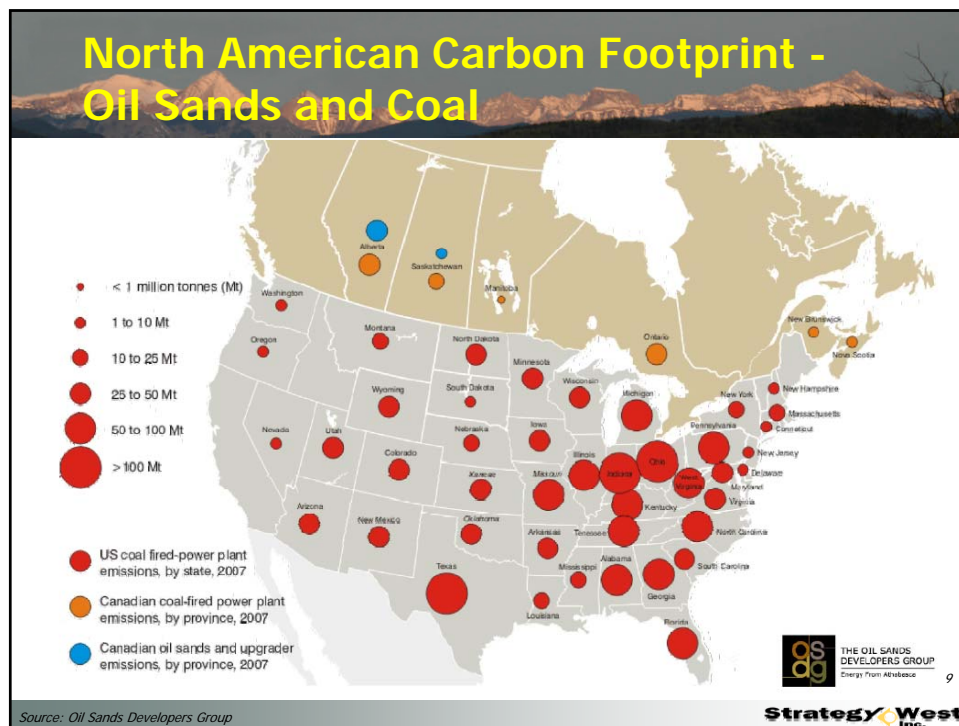 North American Carbon Footprint -
Oil Sands and Coal
< 1 million tonnes (Mt)
1 to 10 Mt
10 to 25 Mt
25 to 50 Mt
50 to 100 Mt
>100 Mt
US coal fired-power plant
emissions, by state, 2007
Canadian coal-fired power plant
emissions, by province, 2007
Canadian oil sands and upgrader
emissions, by province, 2007
Alberta
Saskatchewan
Manitoba
Ontario
New Brunswick
Nova Scotia
Washington
Oregon
Montana
North Dakota
Minnesota
Wisconsin
Michigan
New York
New Hampshire
Massachusetts
Connecticut
Wyoming
South Dakota
Nebraska
Iowa
Illinois
Indiana
Ohio
Pennsylvania
New Jersey
Delaware
Maryland
Nevada
Utah
Colorado
Kansas
Missouri
Kentucky
West
Virginia
Virginia
Arizona
New Mexico
Oklahoma
Arkansas
Tennessee
North Carolina
South Carolina
Texas
Louisiana
Mississippi
Alabama
Georgia
Florida
os
dg
THE OIL SANDS
DEVELOPERS GROUP
Energy From Athabasca
9
Source: Oil Sands Developers Group
Strategy West
Inc.